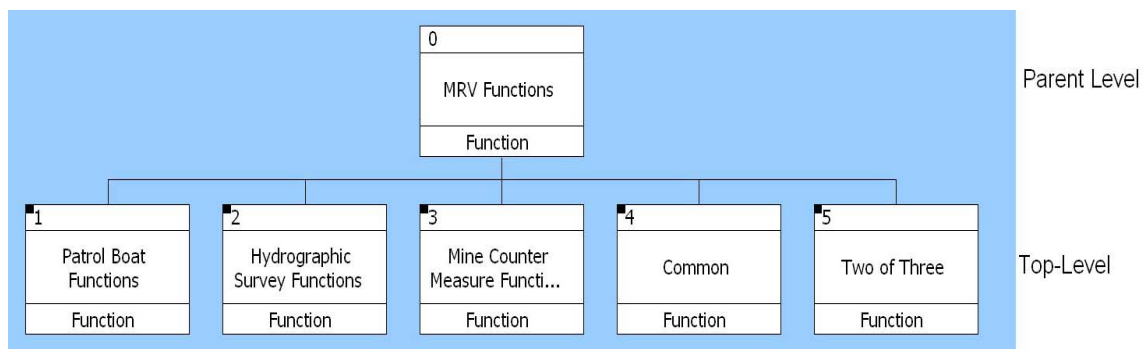 0
MRV Functions
Function
Parent Level
1
Patrol Boat
Functions
Function
2
Hydrographic
Survey Functions
Function
3
Mine Counter
Measure Functi...
Function
4
Common
Function
5
Two of Three
Function
Top-Level